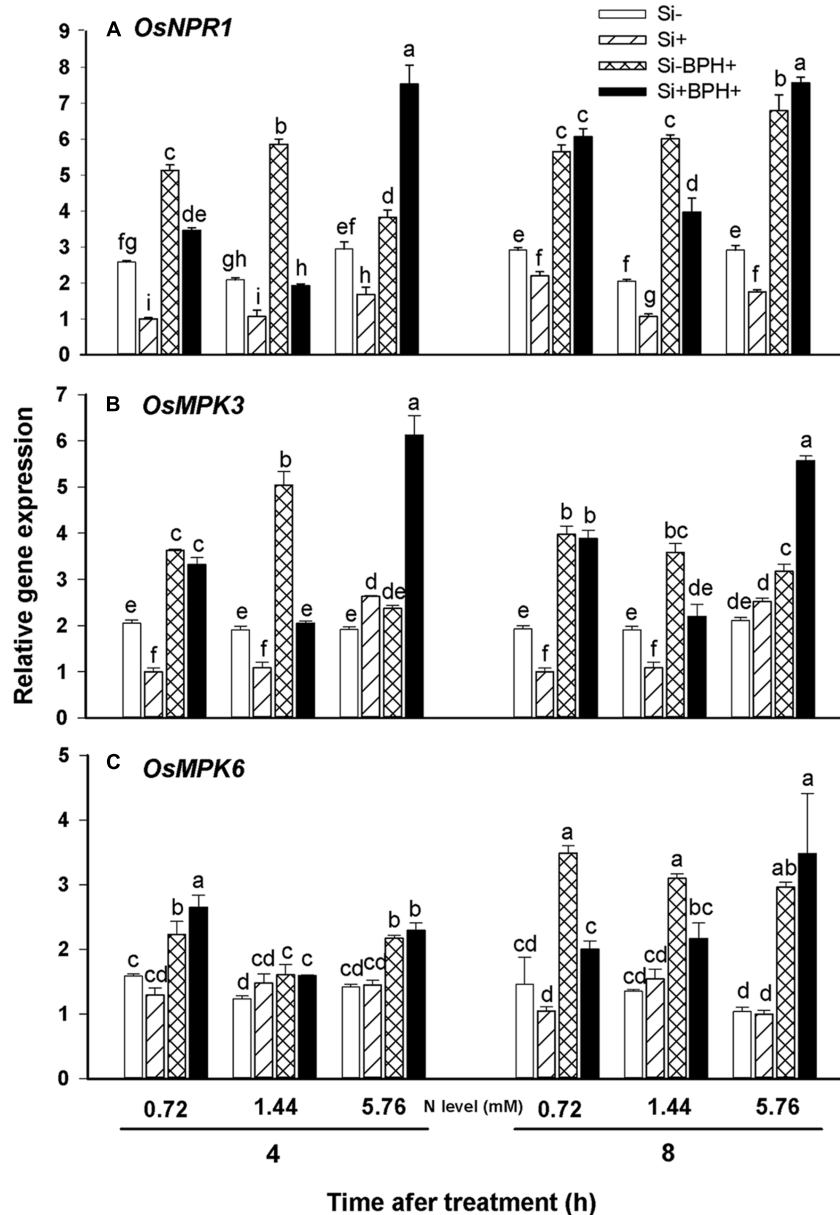 A OsNPR1
Si-
Si+
Si-BPH+
Si+BPH+
9
8
7
6
5
4
3
2
1
0
fg i c de gh i b h ef h d a e f c c f g c d e f b a
B OsMPK3
7
6
5
4
3
2
1
0
e f c c e f b e e d de a e f b b e f bc de de d c a
Relative gene expression
C OsMPK6
5
4
3
2
1
0
c cd b a d cd c c cd cd b b cd d a c cd cd a bc d d ab a
0.72 1.44 5.76 N level (mM) 0.72 1.44 5.76
4 8
Time afer treatment (h)